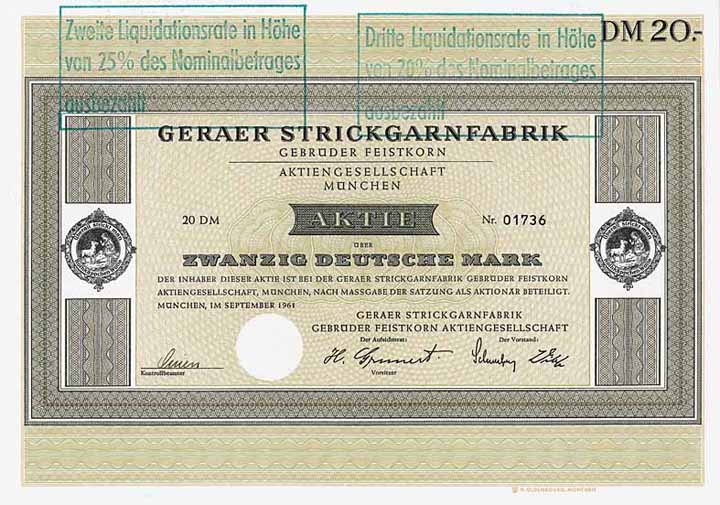 Zweite Liquidationsrate in Höhe
von 25% des Nominalbetrages
ausbezahlt
Dritte Liquidationsrate in Höhe
von 20% des Nominalbetrages
ausbezahlt
DM 20.-
GERAER STRICKGARNFABRIK
GEBRÜDER FEISTKORN
AKTIENGESELLSCHAFT
MÜNCHEN
20 DM AKTIE Nr. 01736
ÜBER
ZWANZIG DEUTSCHE MARK
DER INHABER DIESER AKTIE IST BEI DER GERAER STRICKGARNFABRIK GEBRÜDER FEISTKORN
AKTIENGESELLSCHAFT, MÜNCHEN, NACH MASSGABE DER SATZUNG ALS AKTIONÄR BETEILIGT.
MÜNCHEN, IM SEPTEMBER 1961
GERAER STRICKGARNFABRIK
GEBRÜDER FEISTKORN AKTIENGESELLSCHAFT
Der Aufsichtsrat: Der Vorstand:
H. Grunert
Kontrollbeamter Vorsitzer
R. OLDENBOURG, MÜNCHEN